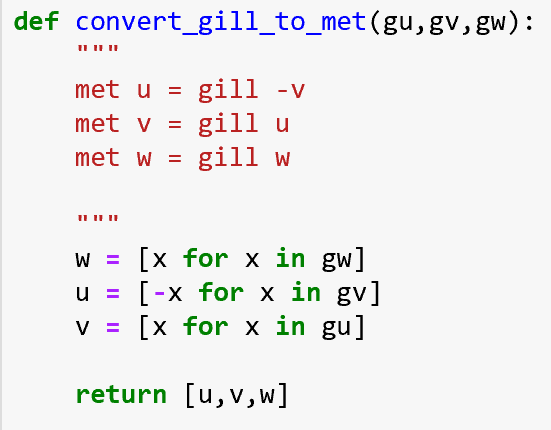 def convert_gill_to_met(gu,gv,gw):
    """
    met u = gill -v
    met v = gill u
    met w = gill w

    """
    w = [x for x in gw]
    u = [-x for x in gv]
    v = [x for x in gu]

    return [u,v,w]